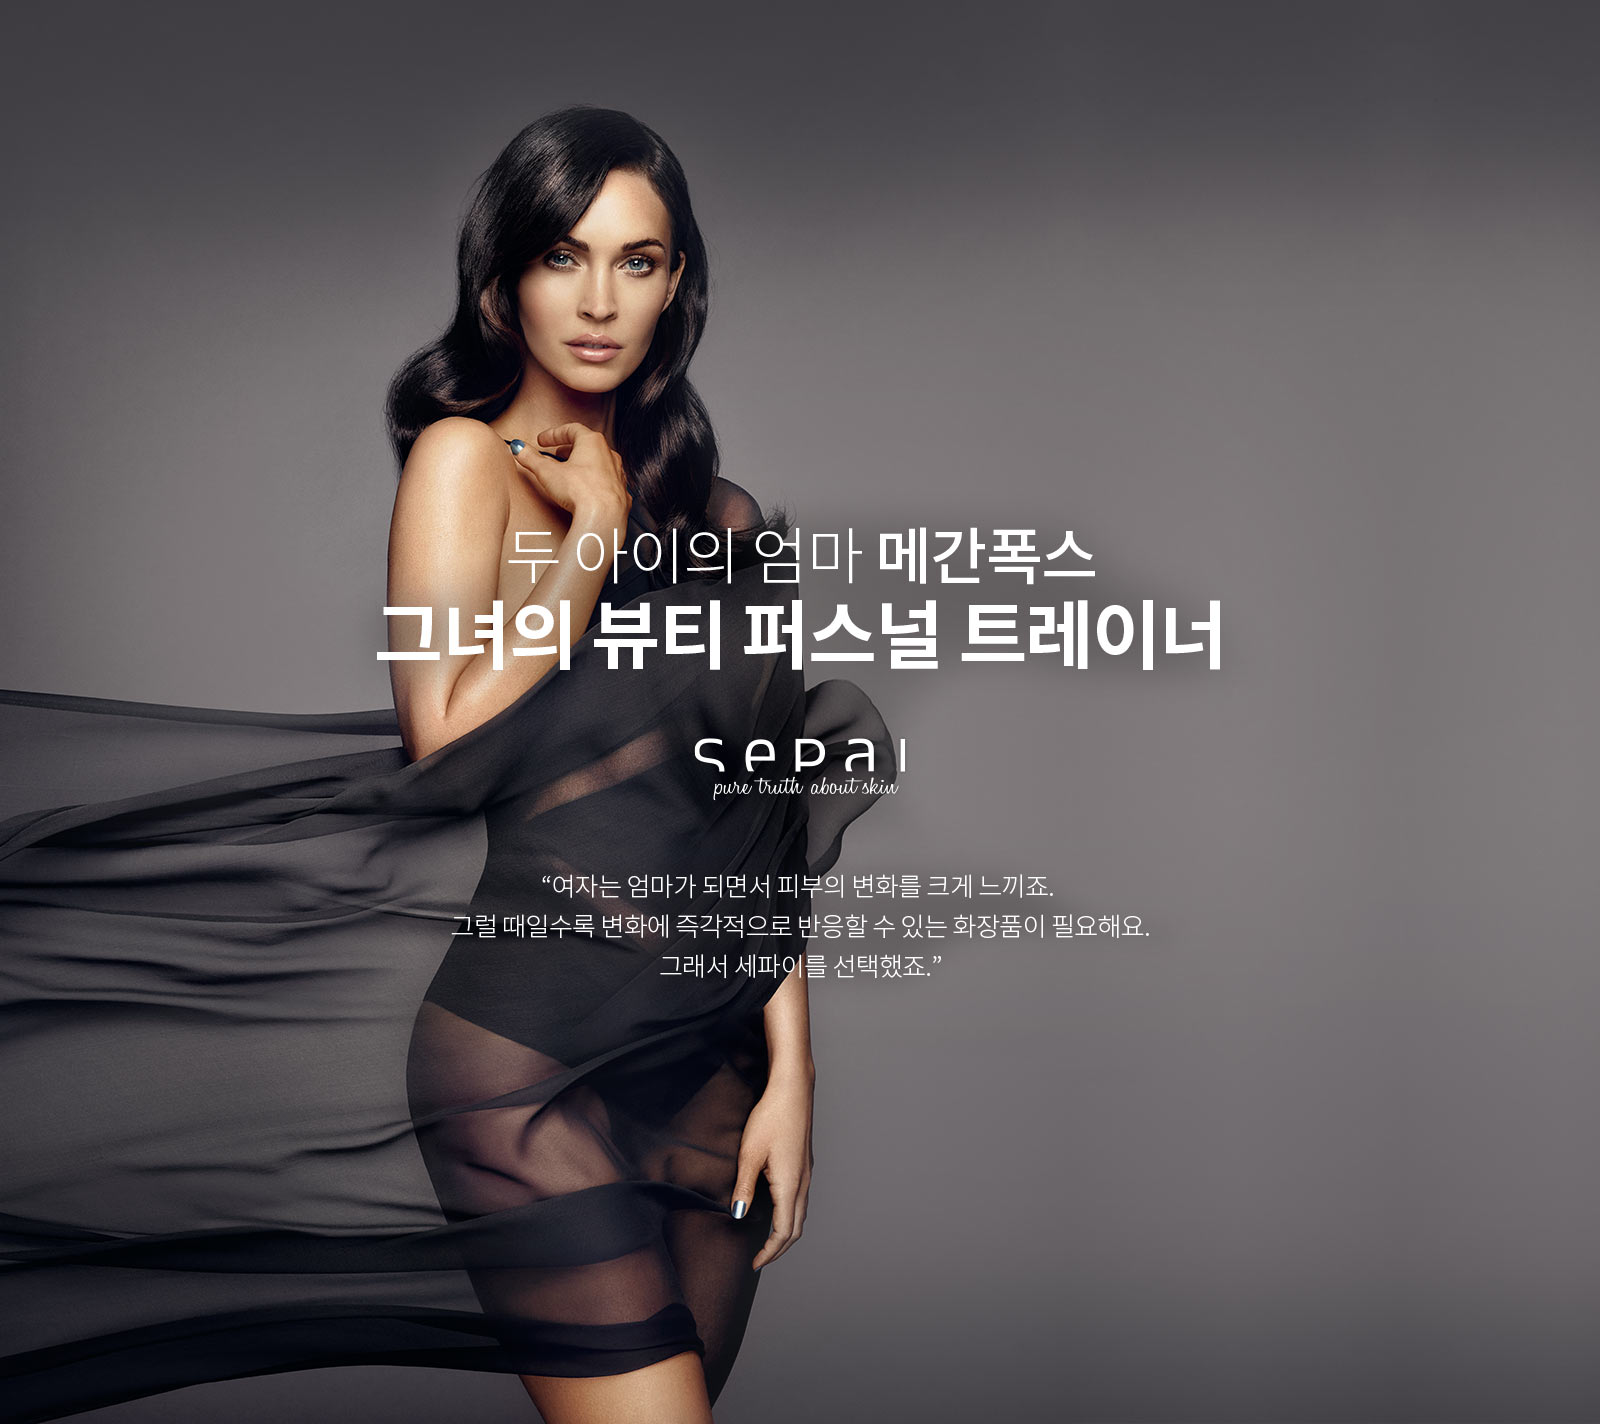 두 아이의 엄마 메간폭스
그녀의 뷰티 퍼스널 트레이너
sepai
pure truth about skin
“여자는 엄마가 되면서 피부의 변화를 크게 느끼죠.
그럴 때일수록 변화에 즉각적으로 반응할 수 있는 화장품이 필요해요.
그래서 세파이를 선택했죠.”